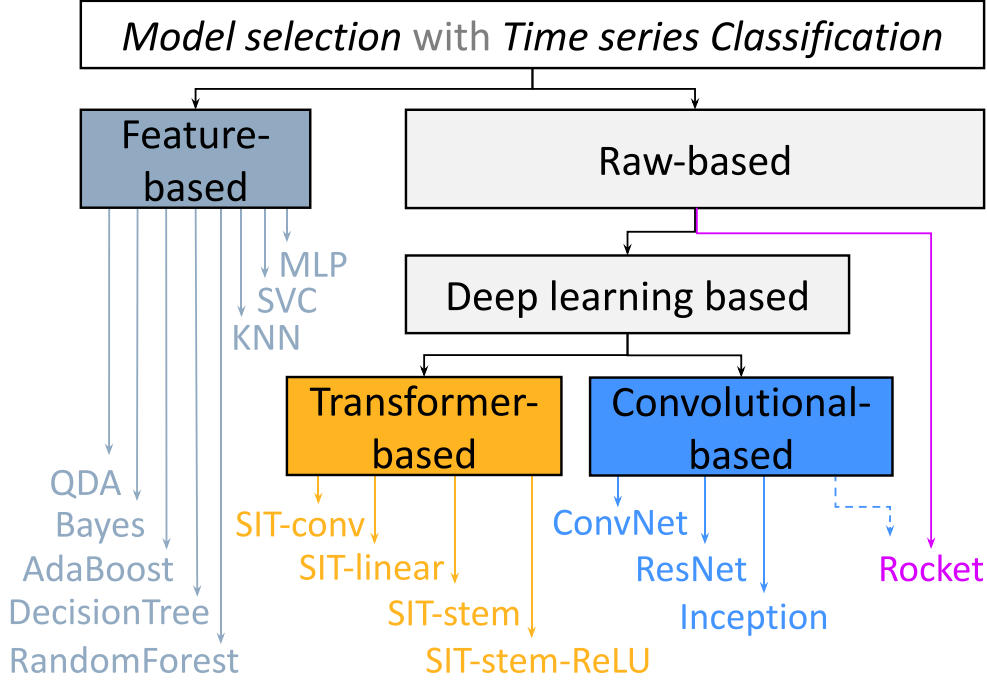 Model selection with Time series Classification
Feature-
based
Raw-based
MLP
SVC
KNN
Deep learning based
Transformer-
based
Convolutional-
based
QDA
Bayes
AdaBoost
DecisionTree
RandomForest
SIT-conv
SIT-linear
SIT-stem
SIT-stem-ReLU
ConvNet
ResNet
Inception
Rocket